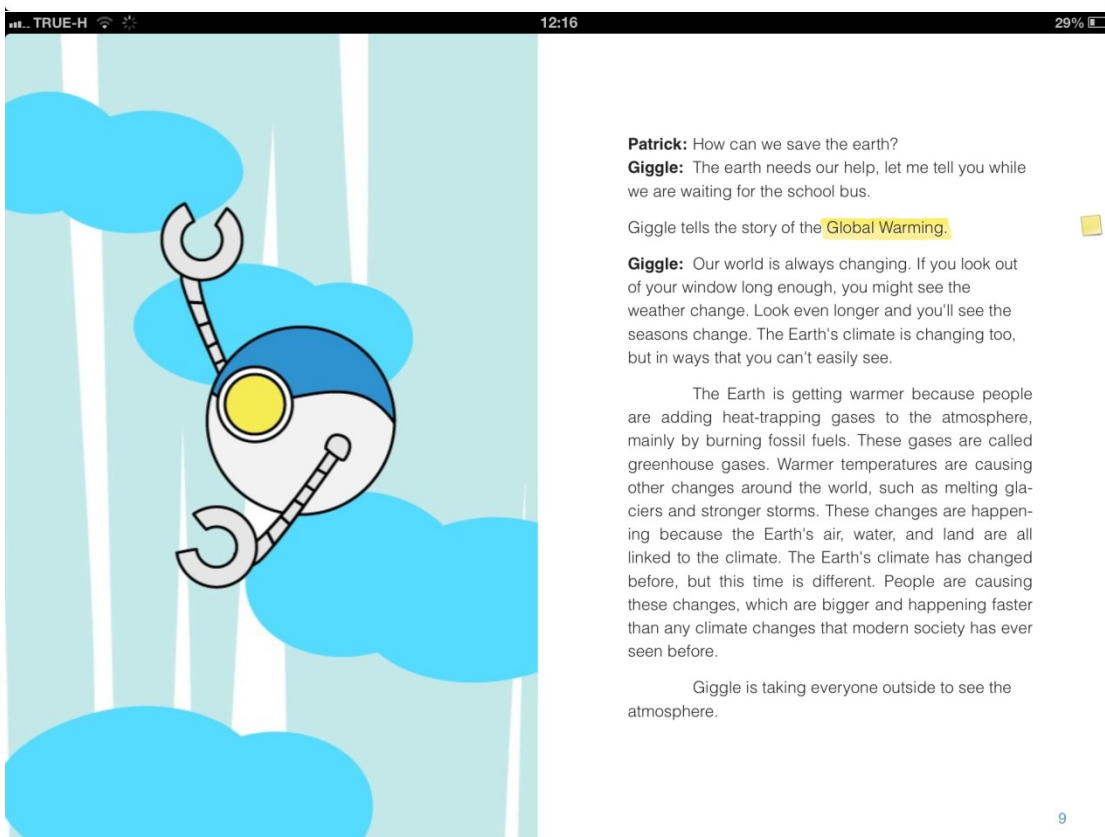 TRUE-H
12:16
29%
Patrick: How can we save the earth?
Giggle: The earth needs our help, let me tell you while
we are waiting for the school bus.
Giggle tells the story of the Global Warming.
Giggle: Our world is always changing. If you look out
of your window long enough, you might see the
weather change. Look even longer and you'll see the
seasons change. The Earth's climate is changing too,
but in ways that you can't easily see.
The Earth is getting warmer because people
are adding heat-trapping gases to the atmosphere,
mainly by burning fossil fuels. These gases are called
greenhouse gases. Warmer temperatures are causing
other changes around the world, such as melting gla-
ciers and stronger storms. These changes are happen-
ing because the Earth's air, water, and land are all
linked to the climate. The Earth's climate has changed
before, but this time is different. People are causing
these changes, which are bigger and happening faster
than any climate changes that modern society has ever
seen before.
Giggle is taking everyone outside to see the
atmosphere.
9